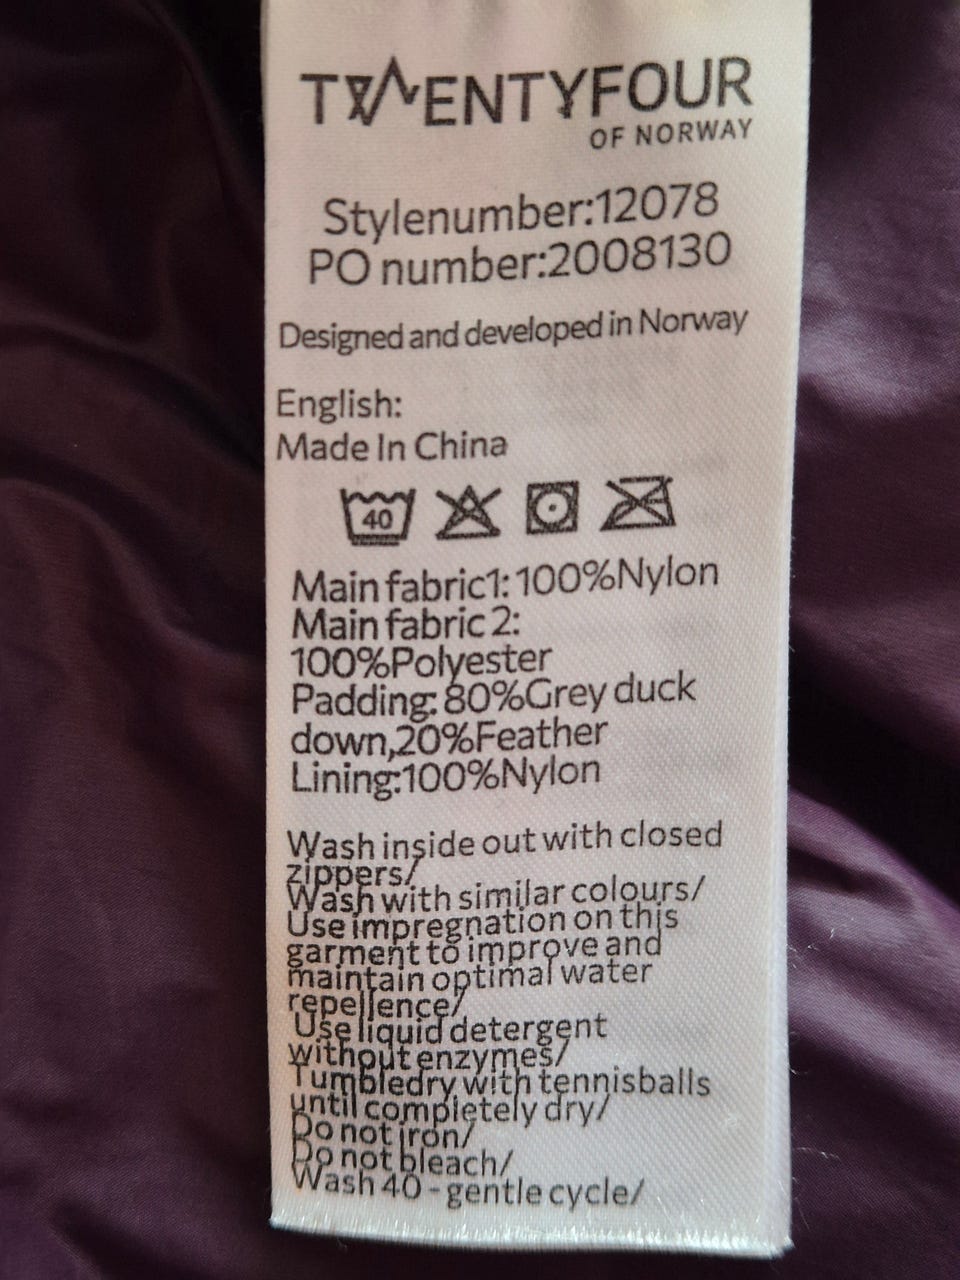 TWENTYFOUR
OF NORWAY
Stylenumber:12078
PO number:2008130
Designed and developed in Norway
English:
Made In China
40
Main fabric1: 100%Nylon
Main fabric 2:
100%Polyester
Padding: 80%Grey duck
down,20%Feather
Lining:100%Nylon
Wash inside out with closed
zippers/
Wash with similar colours/
Use impregnation on this
garment to improve and
maintain optimal water
repellence/
Use liquid detergent
without enzymes/
Tumbledry with tennisballs
until completely dry/
Do not iron/
Do not bleach/
Wash 40 - gentle cycle/